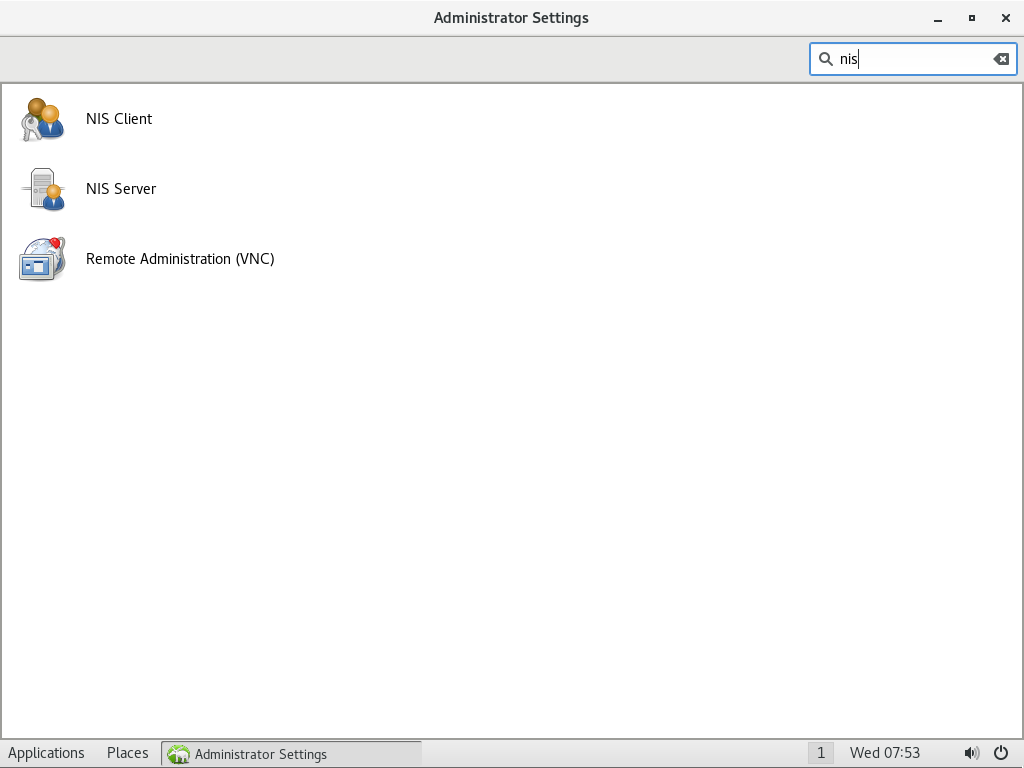 Administrator Settings
nis
NIS Client
NIS Server
Remote Administration (VNC)
Applications Places Administrator Settings 1 Wed 07:53